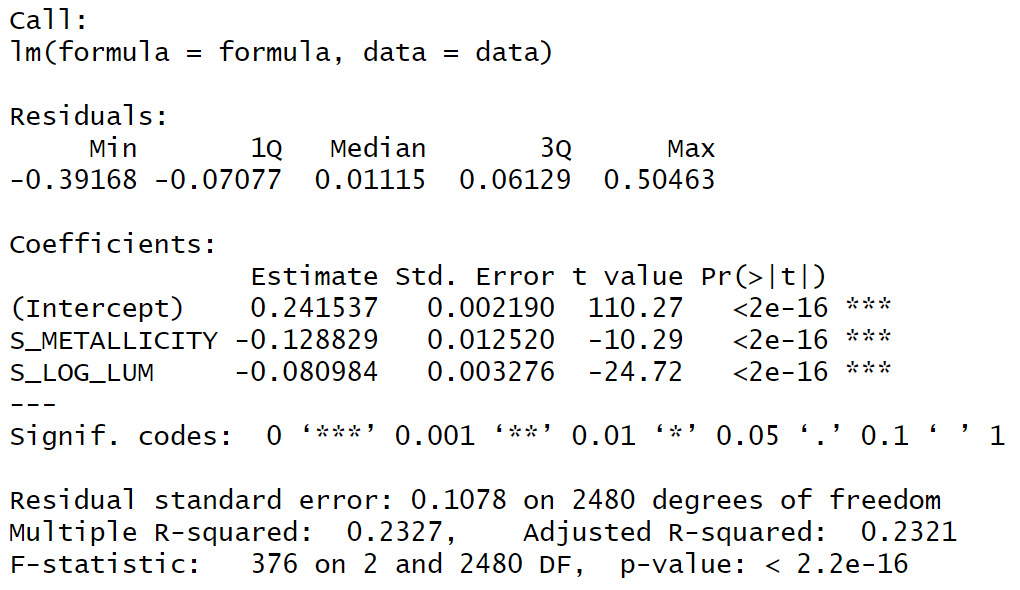 Call:
lm(formula = formula, data = data)
Residuals:
     Min       1Q   Median       3Q      Max
-0.39168 -0.07077  0.01115  0.06129  0.50463
Coefficients:
               Estimate Std. Error t value Pr(>|t|)
(Intercept)    0.241537   0.002190  110.27   <2e-16 ***
S_METALLICITY -0.128829   0.012520  -10.29   <2e-16 ***
S_LOG_LUM     -0.080984   0.003276  -24.72   <2e-16 ***
---
Signif. codes:  0 ‘***’ 0.001 ‘**’ 0.01 ‘*’ 0.05 ‘.’ 0.1 ‘ ’ 1
Residual standard error: 0.1078 on 2480 degrees of freedom
Multiple R-squared:  0.2327,    Adjusted R-squared:  0.2321
F-statistic:   376 on 2 and 2480 DF,  p-value: < 2.2e-16